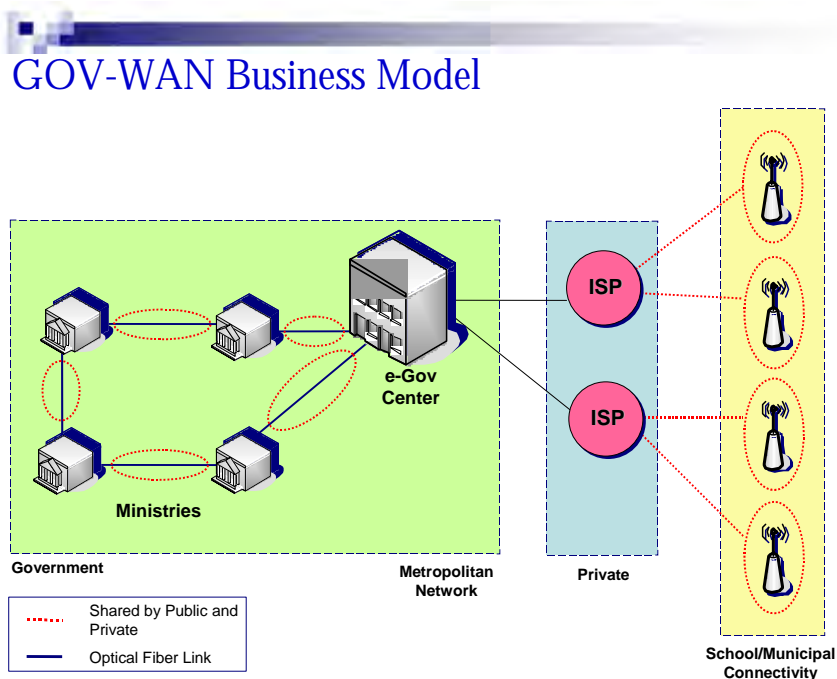 GOV-WAN Business Model
ISP
e-Gov
Center
ISP
Ministries
Government
Metropolitan
Network
Private
Shared by Public and
Private
Optical Fiber Link
School/Municipal
Connectivity